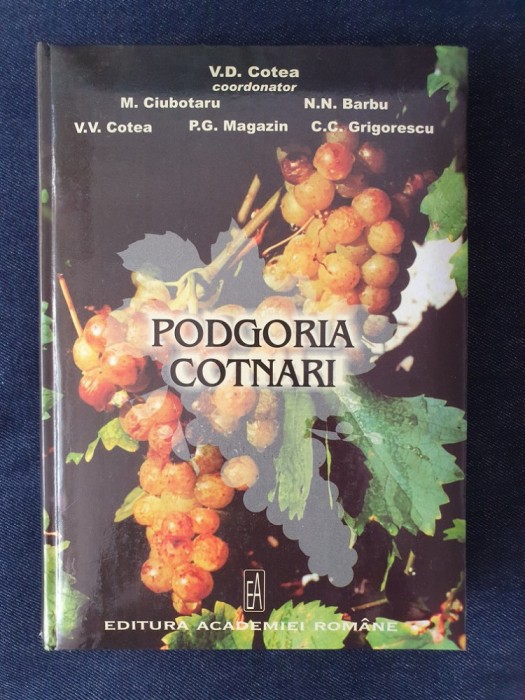 V.D. Cotea
coordonator
M. Ciubotaru N.N. Barbu
V.V. Cotea P.G. Magazin C.C. Grigorescu
PODGORIA
COTNARI
EA
EDITURA ACADEMIEI ROMÂNE